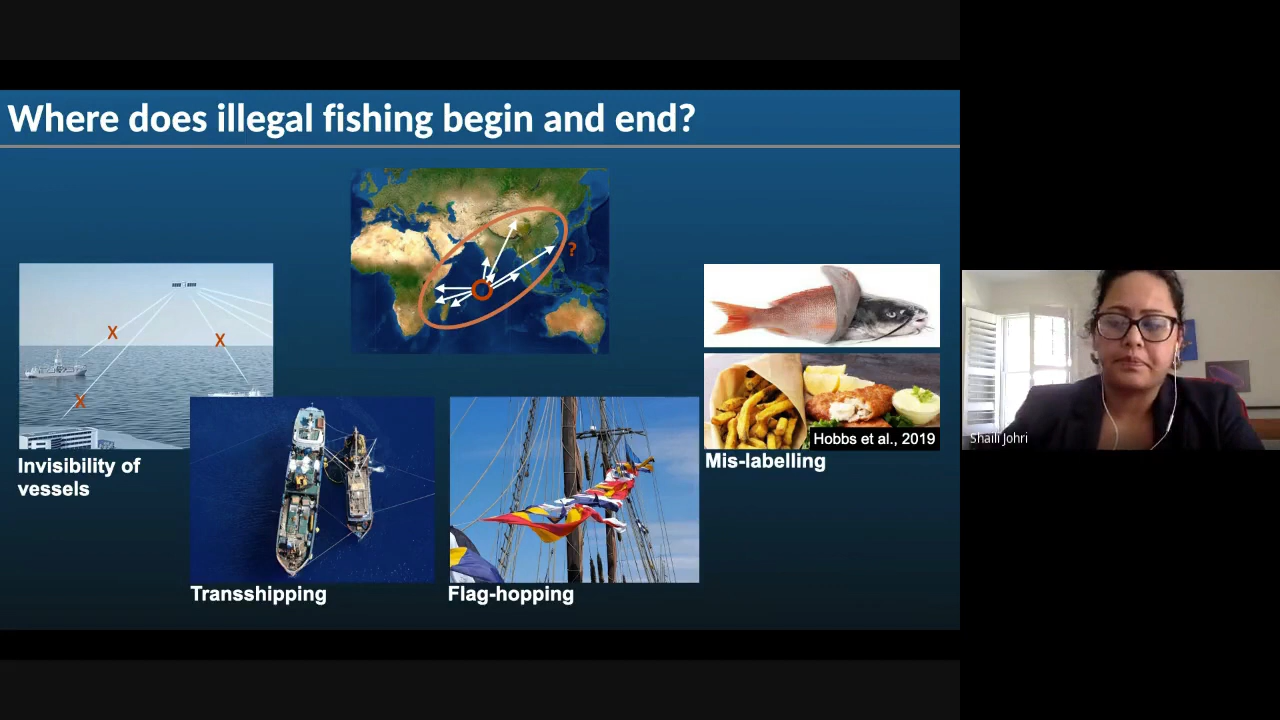 Where does illegal fishing begin and end?
?
X
X
X
Hobbs et al., 2019
Invisibility of
vessels
Mis-labelling
Transshipping
Flag-hopping
Shaili Johri